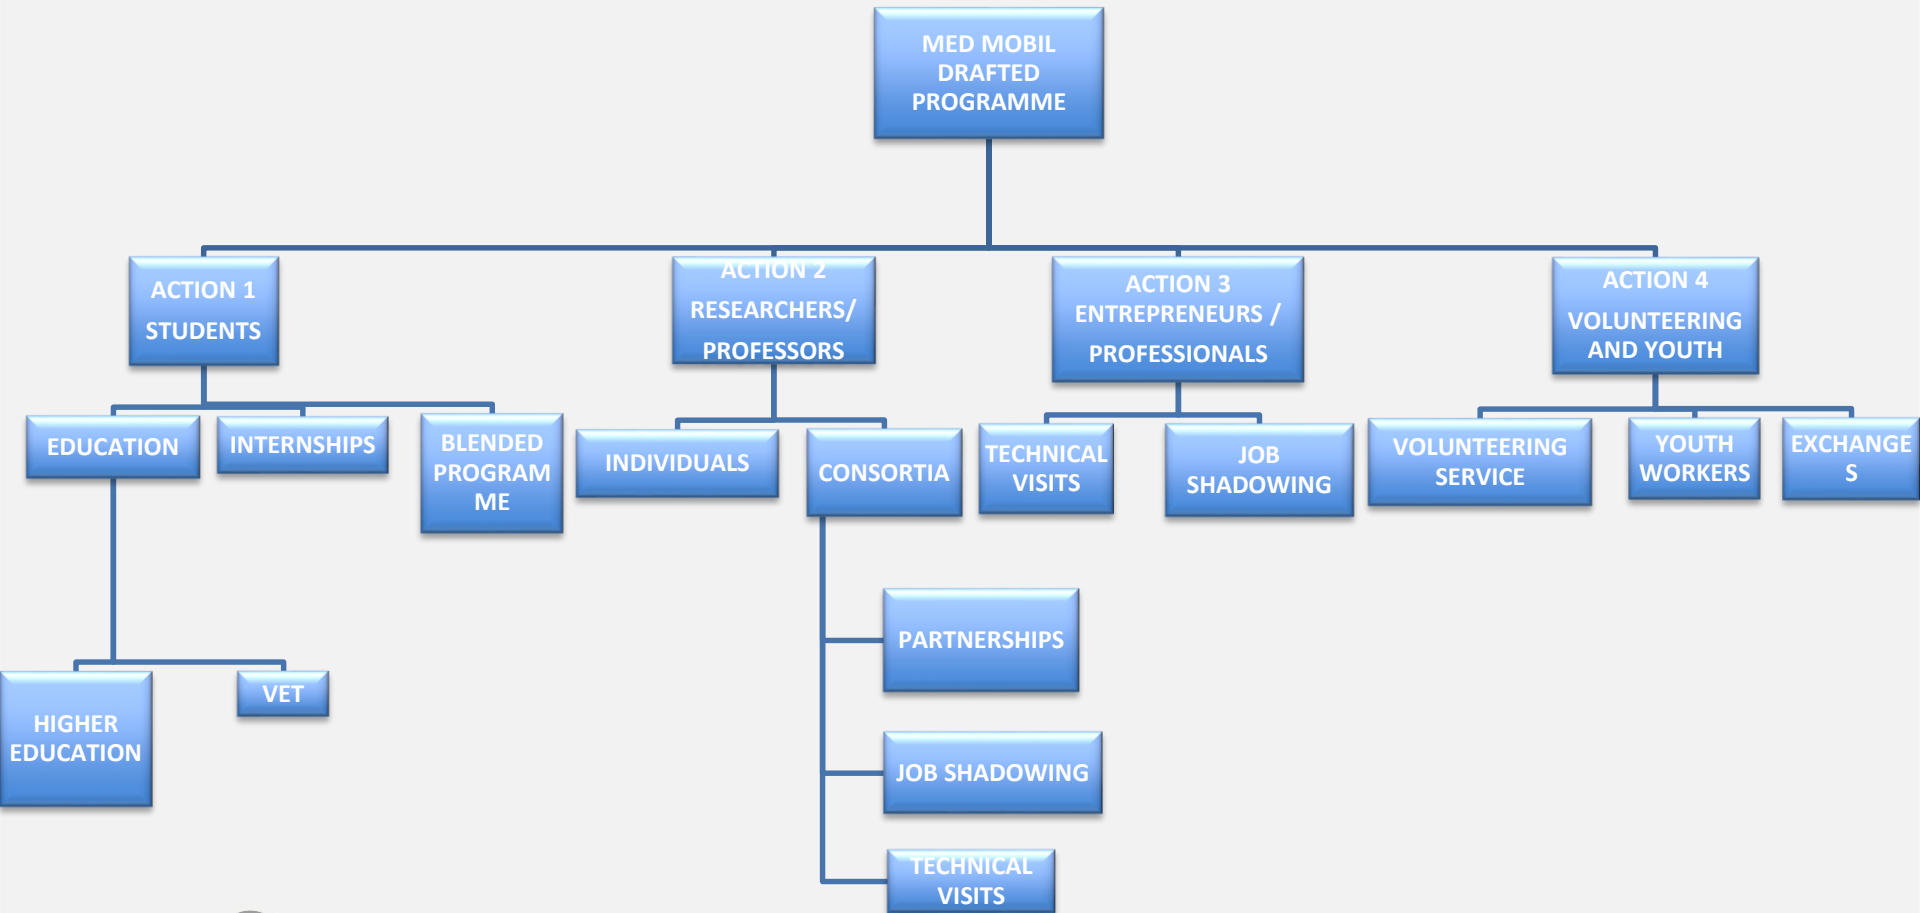 MED MOBIL
DRAFTED
PROGRAMME
ACTION 1
STUDENTS
ACTION 2
RESEARCHERS/
PROFESSORS
ACTION 3
ENTREPRENEURS /
PROFESSIONALS
ACTION 4
VOLUNTEERING
AND YOUTH
EDUCATION
INTERNSHIPS
BLENDED
PROGRAM
ME
INDIVIDUALS
CONSORTIA
TECHNICAL
VISITS
JOB
SHADOWING
VOLUNTEERING
SERVICE
YOUTH
WORKERS
EXCHANGE
S
HIGHER
EDUCATION
VET
PARTNERSHIPS
JOB SHADOWING
TECHNICAL
VISITS